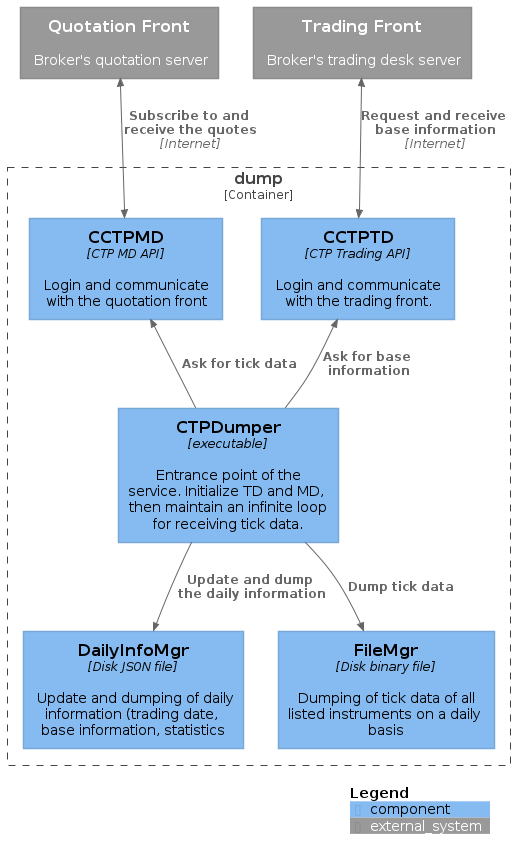 Quotation Front
Broker's quotation server
Trading Front
Broker's trading desk server
Subscribe to and
receive the quotes
[Internet]
Request and receive
base information
[Internet]
dump
[Container]
CCTPMD
[CTP MD API]
Login and communicate
with the quotation front
CCTPTD
[CTP Trading API]
Login and communicate
with the trading front.
Ask for tick data
Ask for base
information
CTPDumper
[executable]
Entrance point of the
service. Initialize TD and MD,
then maintain an infinite loop
for receiving tick data.
Update and dump
the daily information
Dump tick data
DailyInfoMgr
[Disk JSON file]
Update and dumping of daily
information (trading date,
base information, statistics
FileMgr
[Disk binary file]
Dumping of tick data of all
listed instruments on a daily
basis
Legend
component
external_system